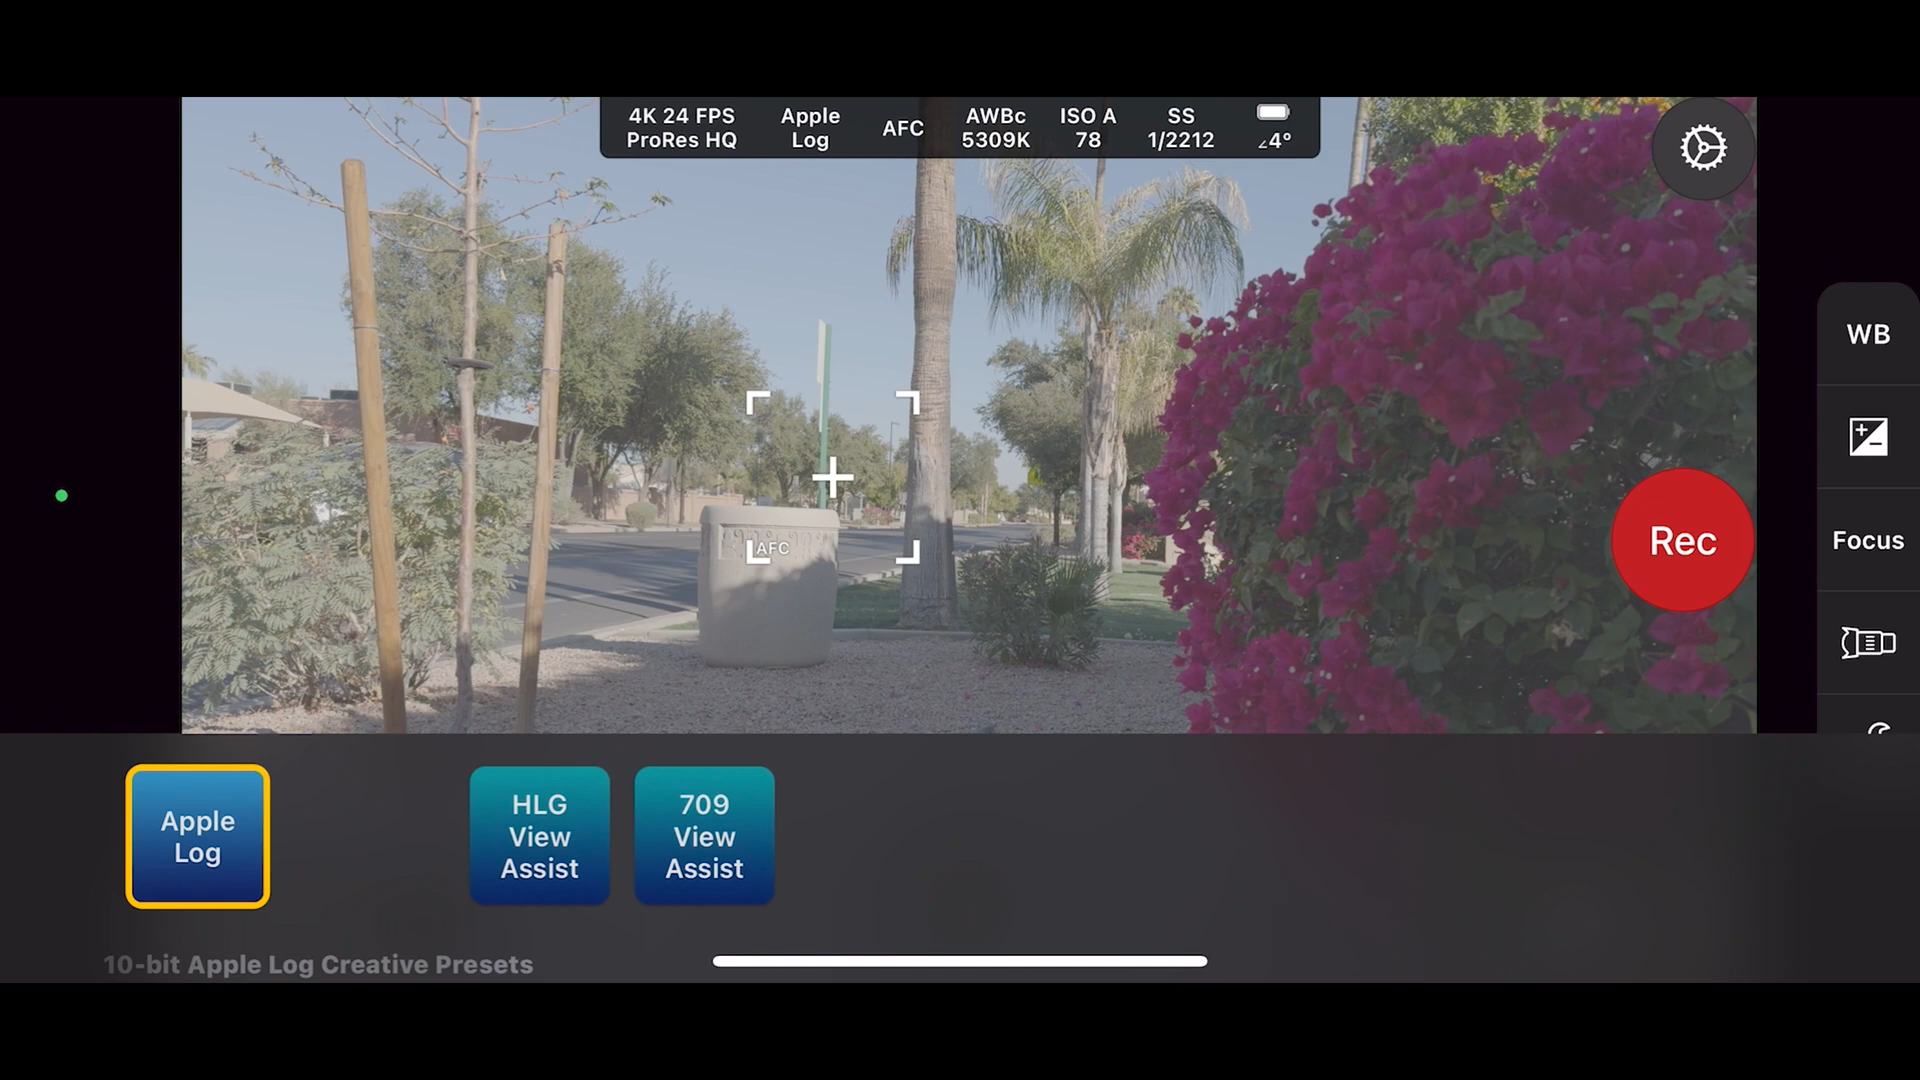 4K 24 FPS
ProRes HQ
Apple
Log
AFC
AWBc
5309K
ISO A
78
SS
1/2212
∠4°
WB
Focus
Rec
AFC
Apple
Log
HLG
View
Assist
709
View
Assist
10-bit Apple Log Creative Presets